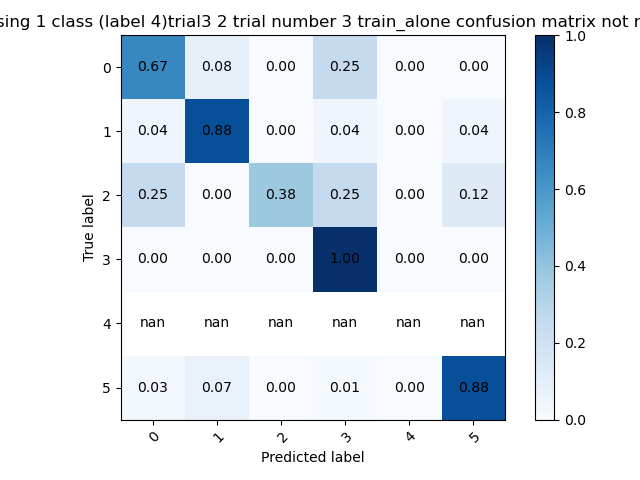 sing 1 class (label 4)trial3 2 trial number 3 train_alone confusion matrix not
0 0.67 0.08 0.00 0.25 0.00 0.00
1 0.04 0.88 0.00 0.04 0.00 0.04
2 0.25 0.00 0.38 0.25 0.00 0.12
3 0.00 0.00 0.00 1.00 0.00 0.00
4 nan nan nan nan nan nan
5 0.03 0.07 0.00 0.01 0.00 0.88
0 1 2 3 4 5
Predicted label
True label
1.0
0.8
0.6
0.4
0.2
0.0